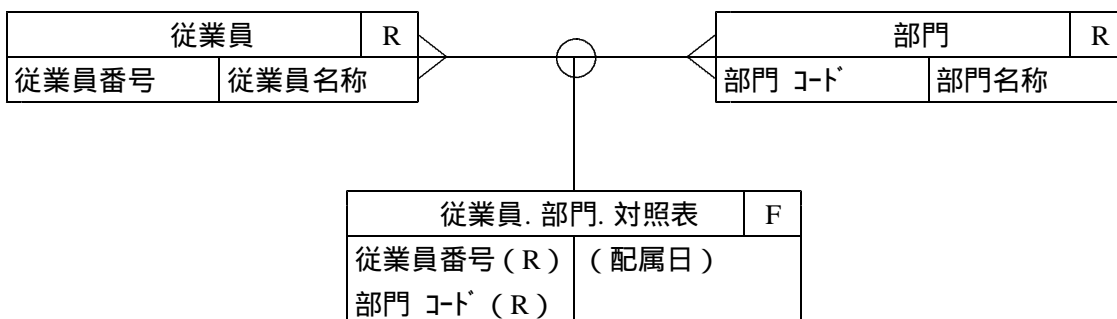 従業員 R
従業員番号 従業員名称
部門 R
部門 ｺｰﾄﾞ 部門名称
従業員. 部門. 対照表 F
従業員番号 ( R ) ( 配属日 )
部門 ｺｰﾄﾞ ( R )